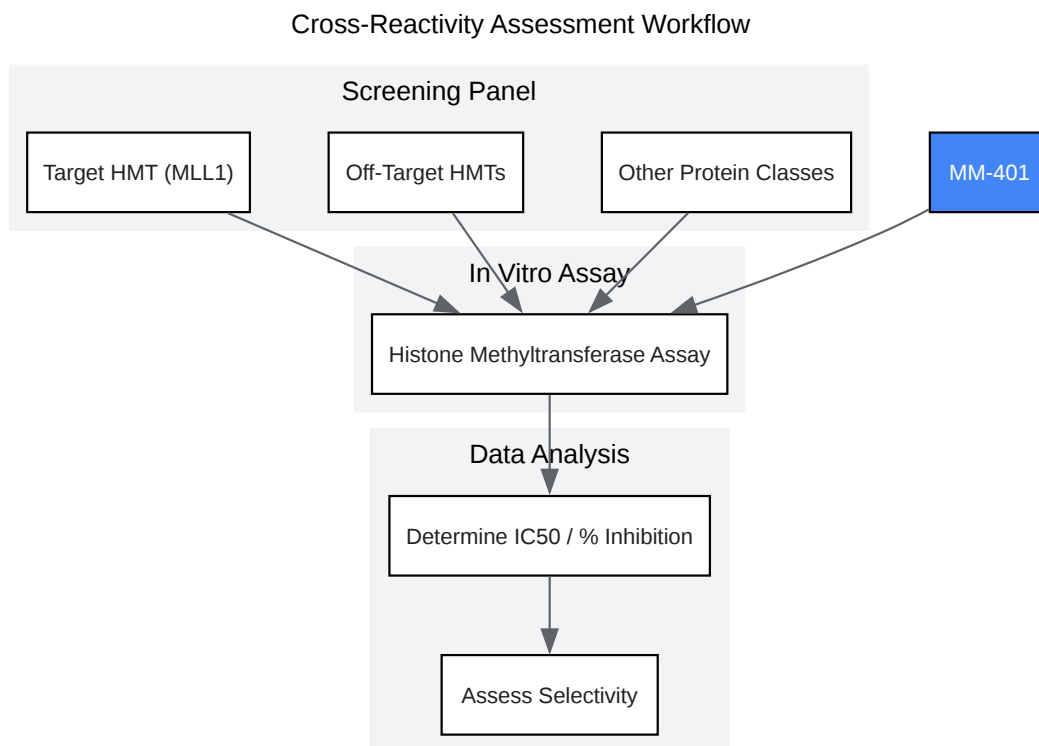 Cross-Reactivity Assessment Workflow
Screening Panel
Target HMT (MLL1)
Off-Target HMTs
Other Protein Classes
MM-401
In Vitro Assay
Histone Methyltransferase Assay
Data Analysis
Determine IC50 / % Inhibition
Assess Selectivity